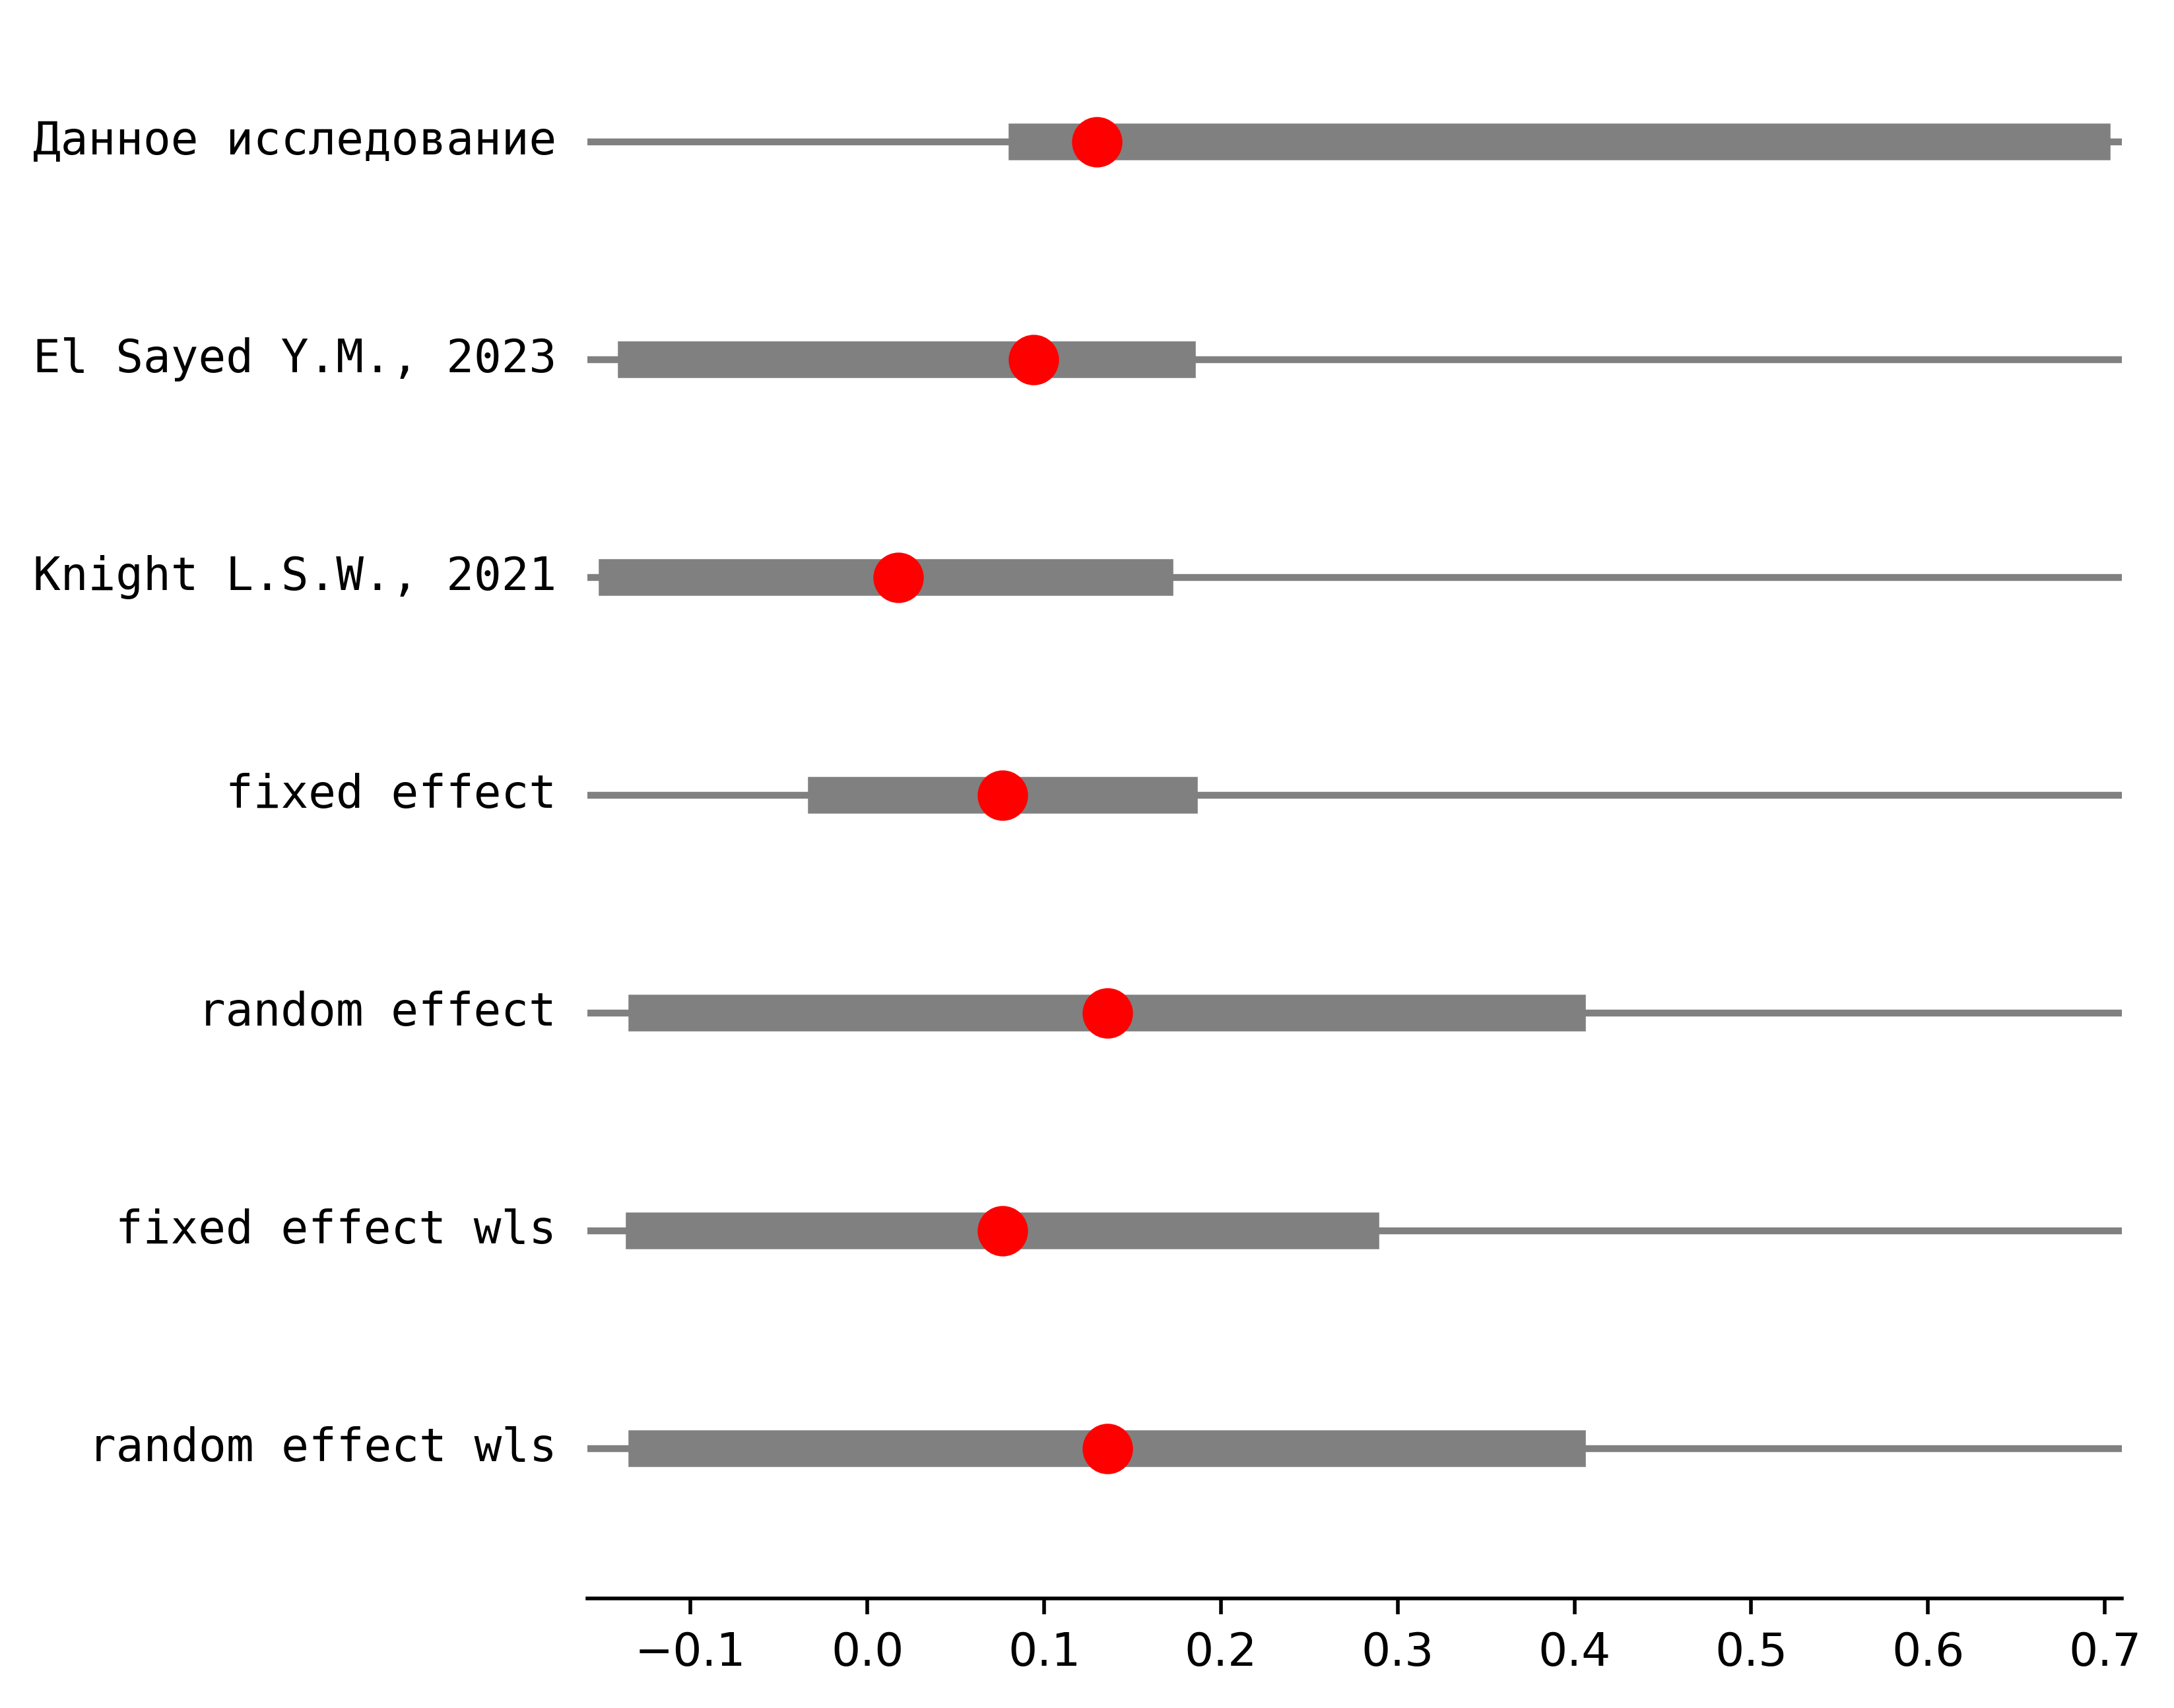 Данное исследование
El Sayed Y.M., 2023
Knight L.S.W., 2021
fixed effect
random effect
fixed effect wls
random effect wls
−0.1 0.0 0.1 0.2 0.3 0.4 0.5 0.6 0.7